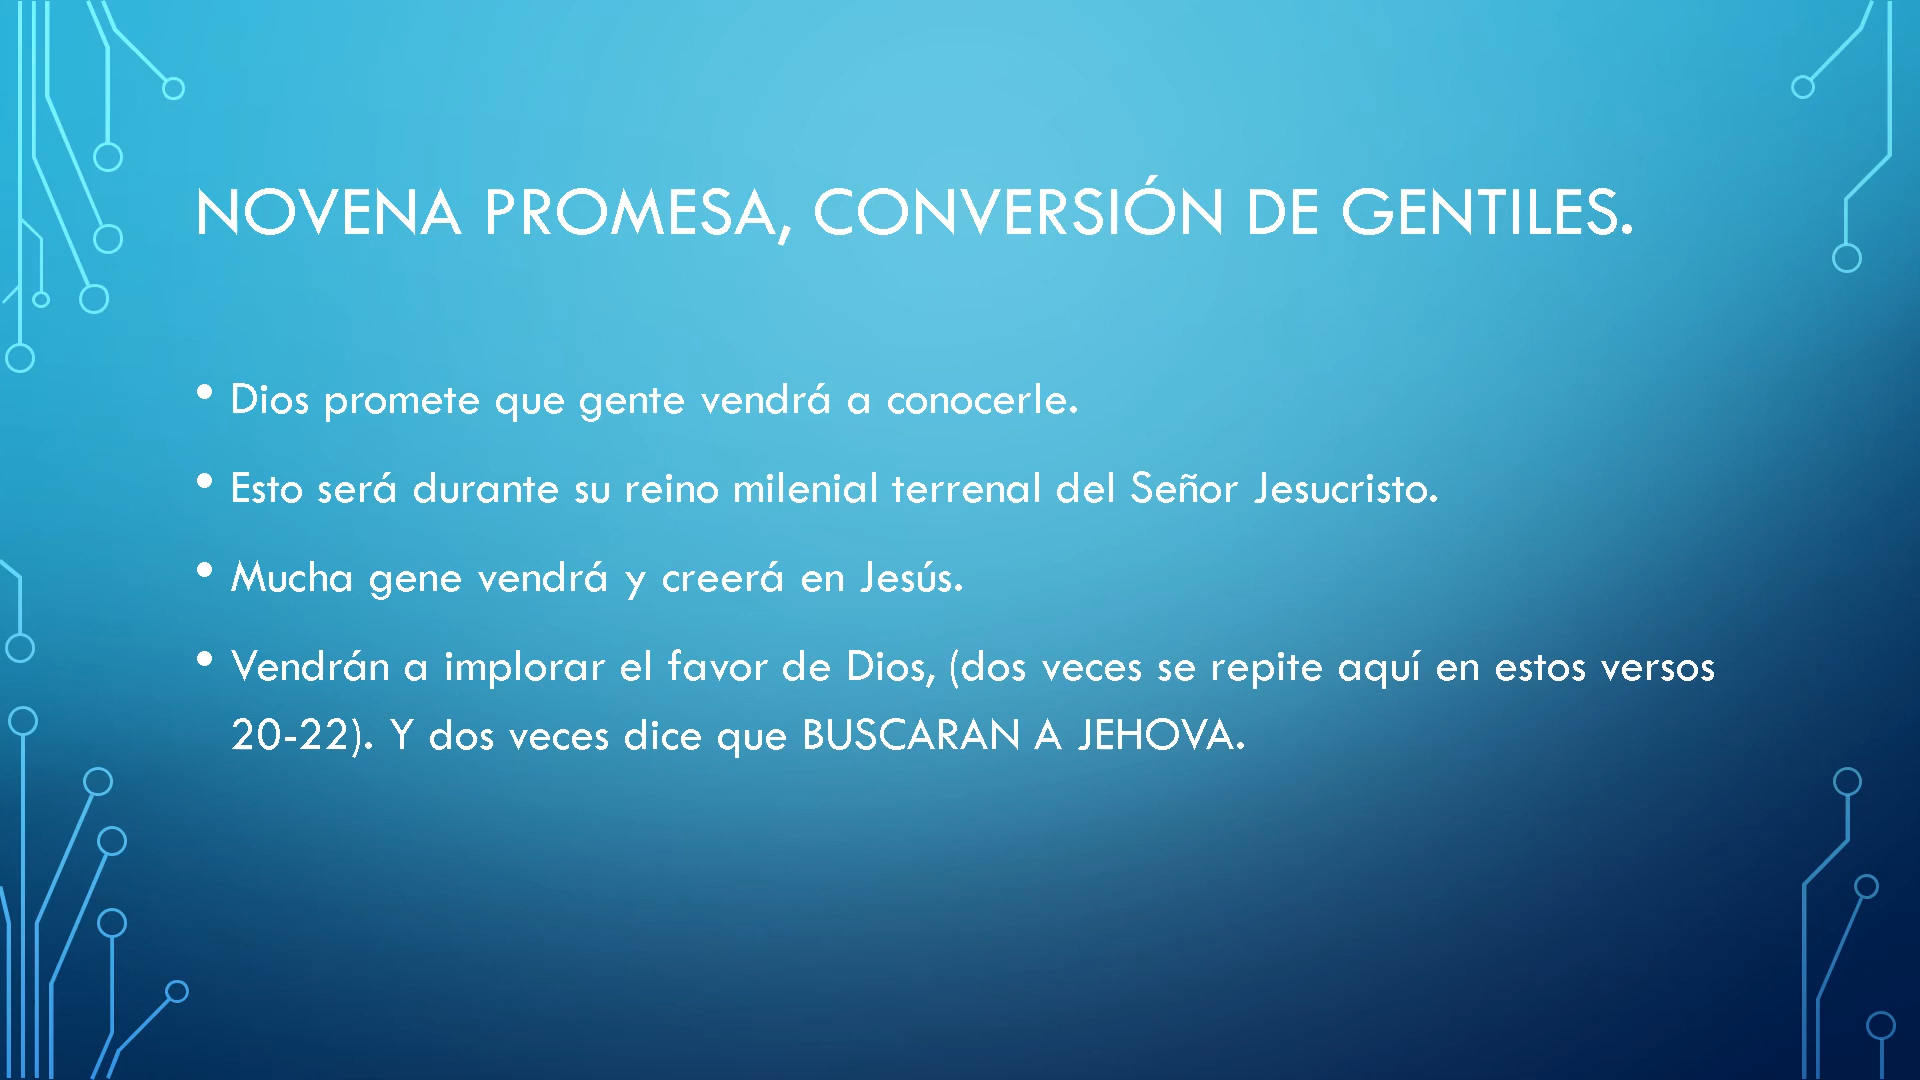 NOVENA PROMESA, CONVERSIÓN DE GENTILES.
• Dios promete que gente vendrá a conocerle.
• Esto será durante su reino milenial terrenal del Señor Jesucristo.
• Mucha gene vendrá y creerá en Jesús.
• Vendrán a implorar el favor de Dios, (dos veces se repite aquí en estos versos
20-22). Y dos veces dice que BUSCARAN A JEHOVA.